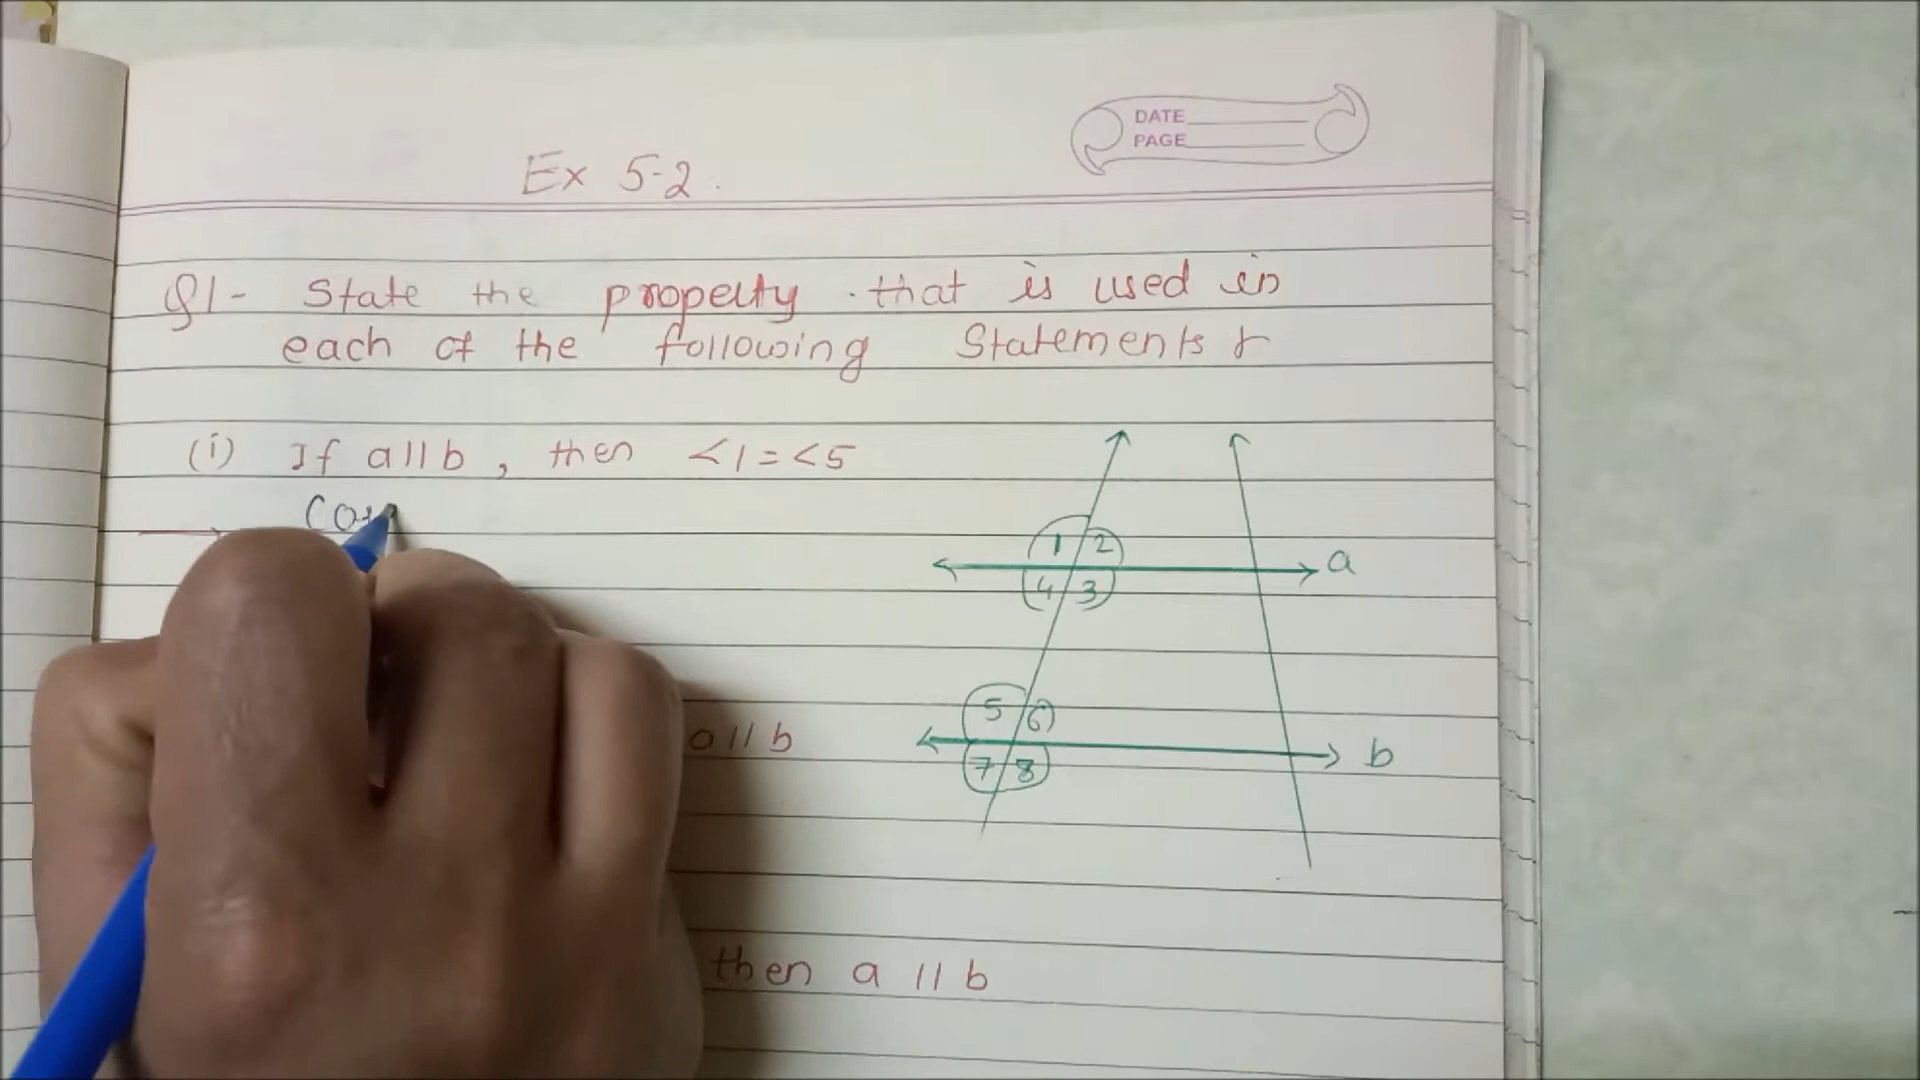 DATE
PAGE
Ex 5-2.
Q1- State the property that is used in
each of the following Statements
(i) If a || b, then <1 = <5
1 2
a
4 3
5 6
a || b
b
7 8
then a || b